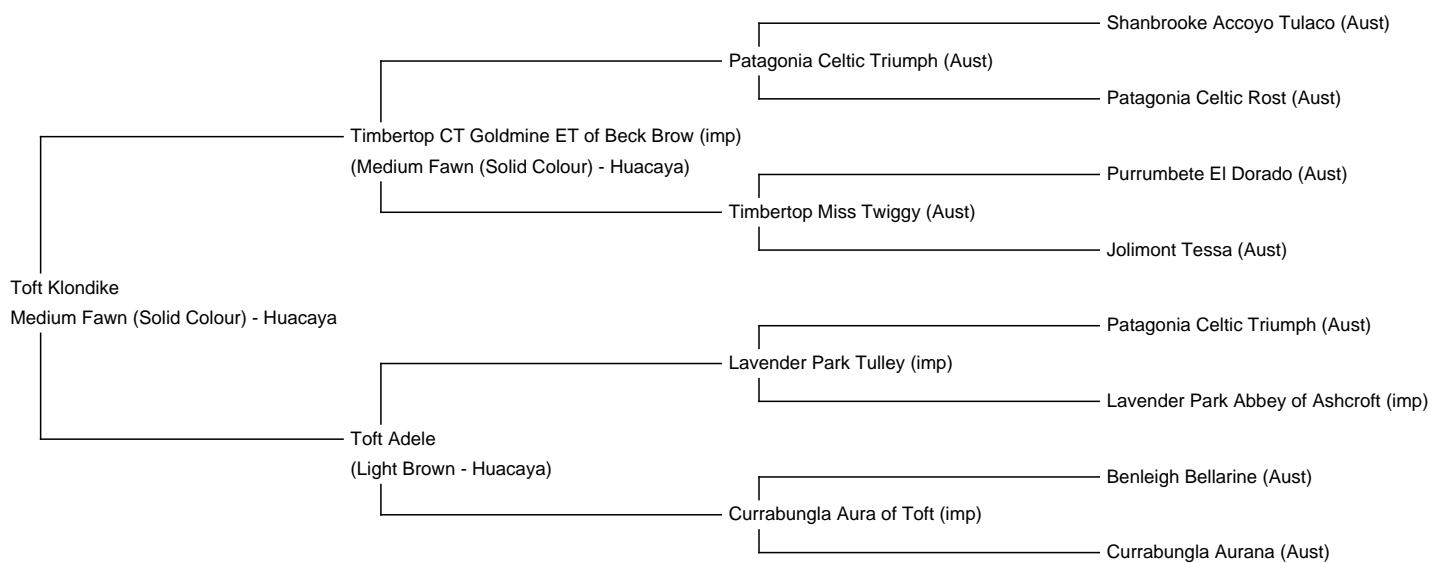 Shanbrooke Accoyo Tulaco (Aust)
Patagonia Celtic Triumph (Aust)
Patagonia Celtic Rost (Aust)
Timbertop CT Goldmine ET of Beck Brow (imp)
(Medium Fawn (Solid Colour) - Huacaya)
Purrumbete El Dorado (Aust)
Timbertop Miss Twiggy (Aust)
Jolimont Tessa (Aust)
Toft Klondike
Medium Fawn (Solid Colour) - Huacaya
Patagonia Celtic Triumph (Aust)
Lavender Park Tulley (imp)
Lavender Park Abbey of Ashcroft (imp)
Toft Adele
(Light Brown - Huacaya)
Benleigh Bellarine (Aust)
Currabungla Aura of Toft (imp)
Currabungla Aurana (Aust)